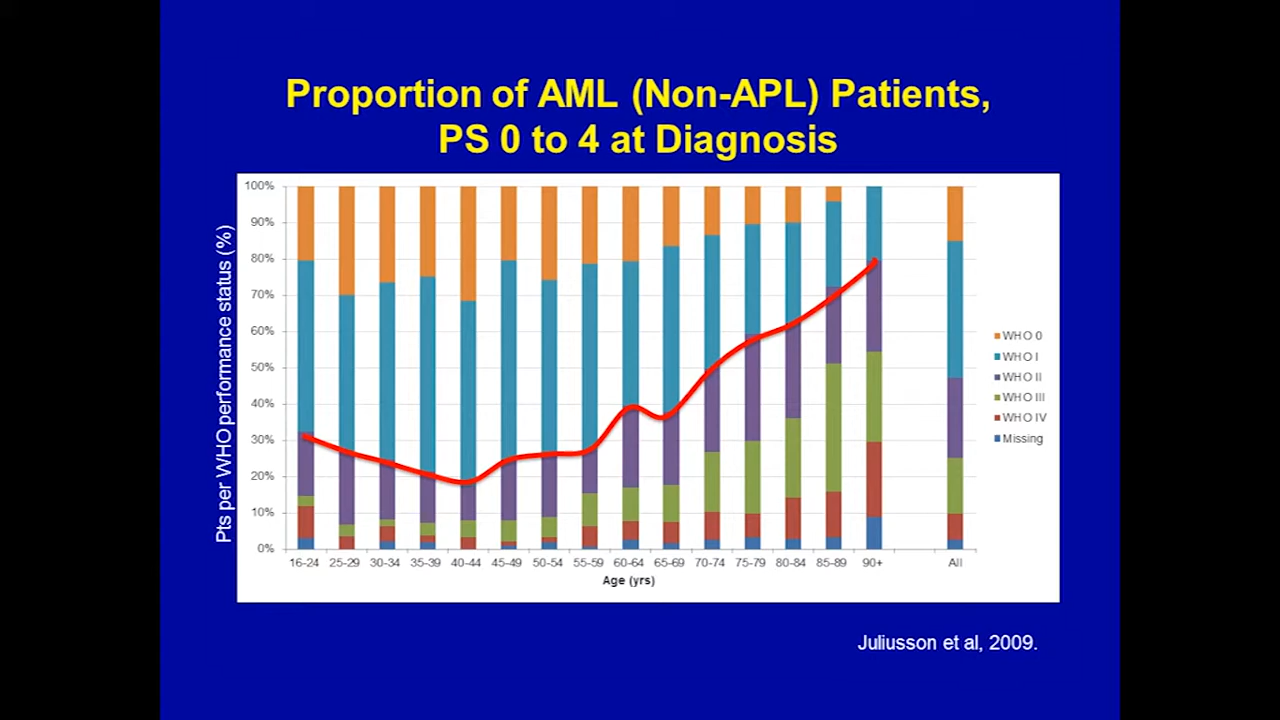 Proportion of AML (Non-APL) Patients,
PS 0 to 4 at Diagnosis
Pts per WHO performance status (%)
100%
90%
80%
70%
60%
50%
40%
30%
20%
10%
0%
16-24 25-29 30-34 35-39 40-44 45-49 50-54 55-59 60-64 65-69 70-74 75-79 80-84 85-89 90+ All
Age (yrs)
WHO 0
WHO I
WHO II
WHO III
WHO IV
Missing
Juliusson et al, 2009.